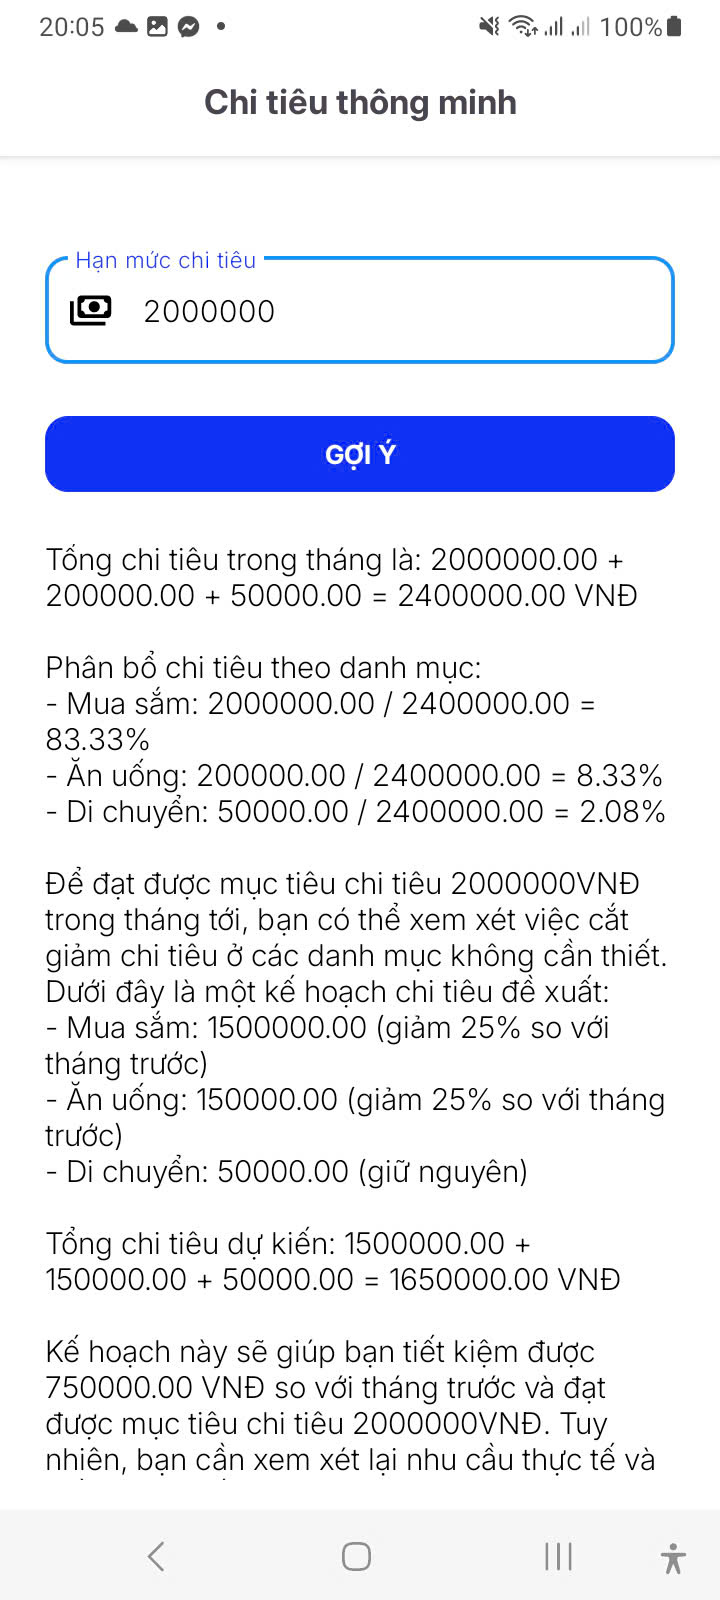 20:05
100%
Chi tiêu thông minh
Hạn mức chi tiêu
2000000
GỢI Ý
Tổng chi tiêu trong tháng là: 2000000.00 +
200000.00 + 50000.00 = 2400000.00 VNĐ
Phân bổ chi tiêu theo danh mục:
- Mua sắm: 2000000.00 / 2400000.00 =
83.33%
- Ăn uống: 200000.00 / 2400000.00 = 8.33%
- Di chuyển: 50000.00 / 2400000.00 = 2.08%
Để đạt được mục tiêu chi tiêu 2000000VNĐ
trong tháng tới, bạn có thể xem xét việc cắt
giảm chi tiêu ở các danh mục không cần thiết.
Dưới đây là một kế hoạch chi tiêu đề xuất:
- Mua sắm: 1500000.00 (giảm 25% so với
tháng trước)
- Ăn uống: 150000.00 (giảm 25% so với tháng
trước)
- Di chuyển: 50000.00 (giữ nguyên)
Tổng chi tiêu dự kiến: 1500000.00 +
150000.00 + 50000.00 = 1650000.00 VNĐ
Kế hoạch này sẽ giúp bạn tiết kiệm được
750000.00 VNĐ so với tháng trước và đạt
được mục tiêu chi tiêu 2000000VNĐ. Tuy
nhiên, bạn cần xem xét lại nhu cầu thực tế và